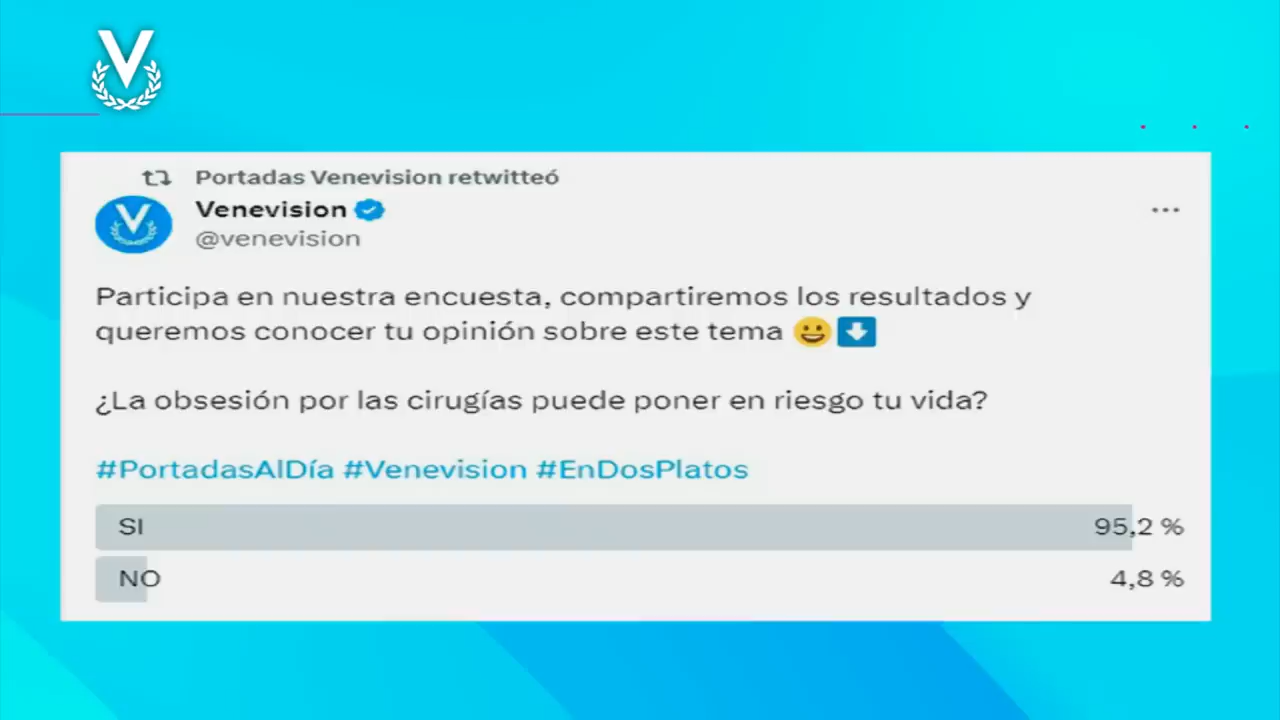 V
Portadas Venevision retwitteó
Venevision
@venevision
Participa en nuestra encuesta, compartiremos los resultados y
queremos conocer tu opinión sobre este tema 😀⬇️
¿La obsesión por las cirugías puede poner en riesgo tu vida?
#PortadasAlDía #Venevision #EnDosPlatos
SI 95,2 %
NO 4,8 %